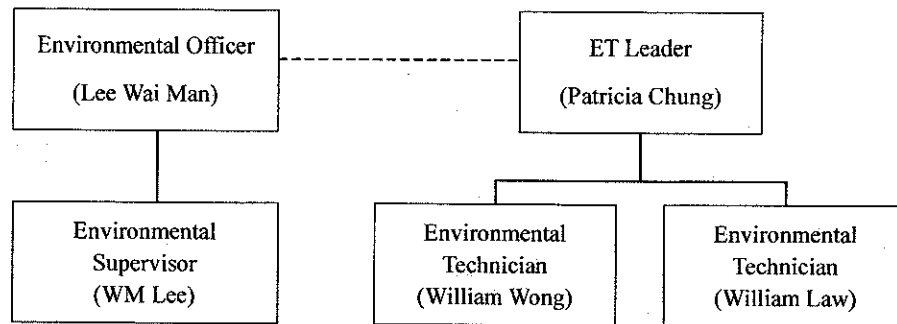 Environmental Officer
(Lee Wai Man)
ET Leader
(Patricia Chung)
Environmental
Supervisor
(WM Lee)
Environmental
Technician
(William Wong)
Environmental
Technician
(William Law)